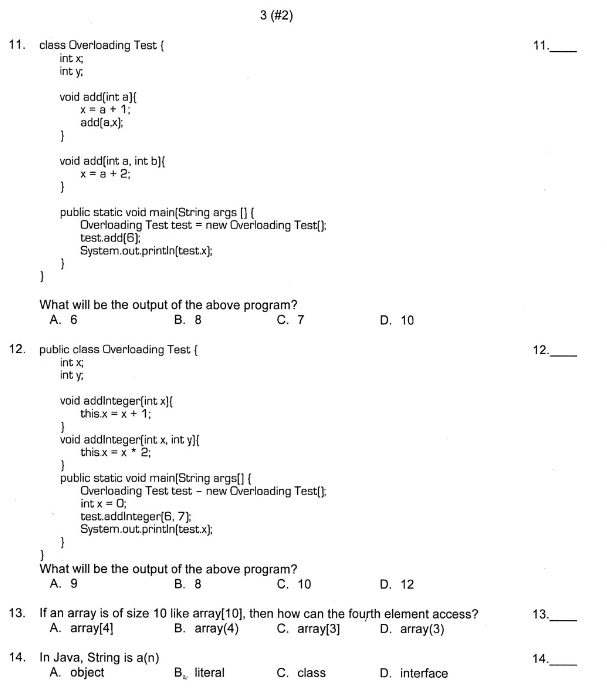 3 (#2)
11. class Overloading Test { 11.____
int x;
int y;
void add(int a){
x = a + 1;
add(a,x);
}
void add(int a, int b){
x = a + 2;
}
public static void main(String args [] {
Overloading Test test = new Overloading Test();
test.add(6);
System.out.println(test.x);
}
}
What will be the output of the above program?
A. 6 B. 8 C. 7 D. 10
12. public class Overloading Test { 12.____
int x;
int y;
void addInteger(int x){
this.x = x + 1;
}
void addInteger(int x, int y){
this.x = x * 2;
}
public static void main(String args[] {
Overloading Test test – new Overloading Test();
int x = 0;
test.addInteger(6, 7);
System.out.println(test.x);
}
}
What will be the output of the above program?
A. 9 B. 8 C. 10 D. 12
13. If an array is of size 10 like array[10], then how can the fourth element access? 13.____
A. array[4] B. array(4) C. array[3] D. array(3)
14. In Java, String is a(n) 14.____
A. object B. literal C. class D. interface